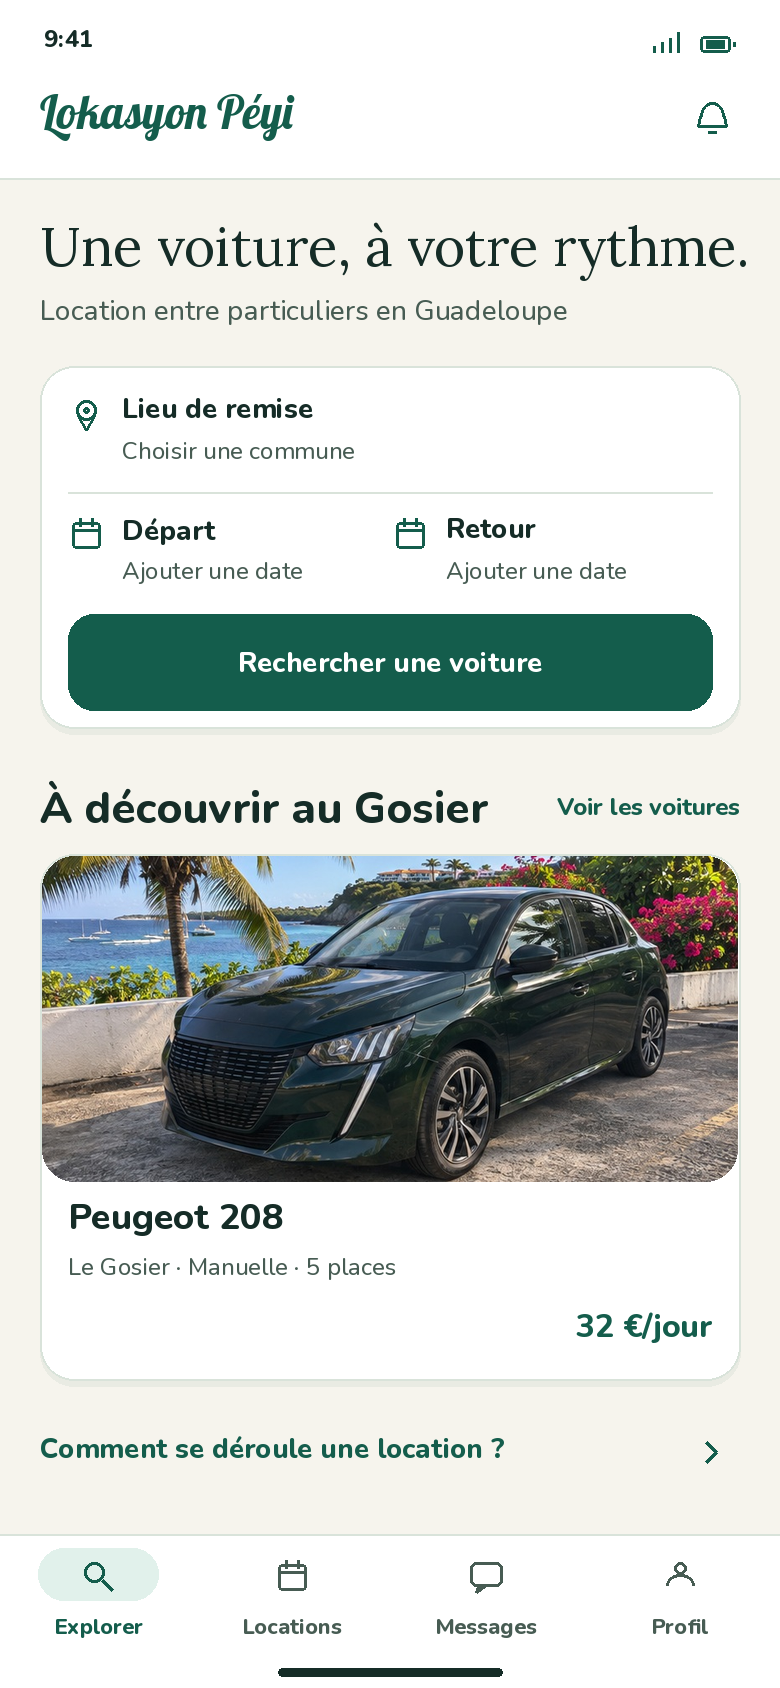 9:41
Lokasyon Péyi
Une voiture, à votre rythme.
Location entre particuliers en Guadeloupe
Lieu de remise
Choisir une commune
Départ
Ajouter une date
Retour
Ajouter une date
Rechercher une voiture
À découvrir au Gosier
Voir les voitures
Peugeot 208
Le Gosier · Manuelle · 5 places
32 €/jour
Comment se déroule une location ?
Explorer
Locations
Messages
Profil